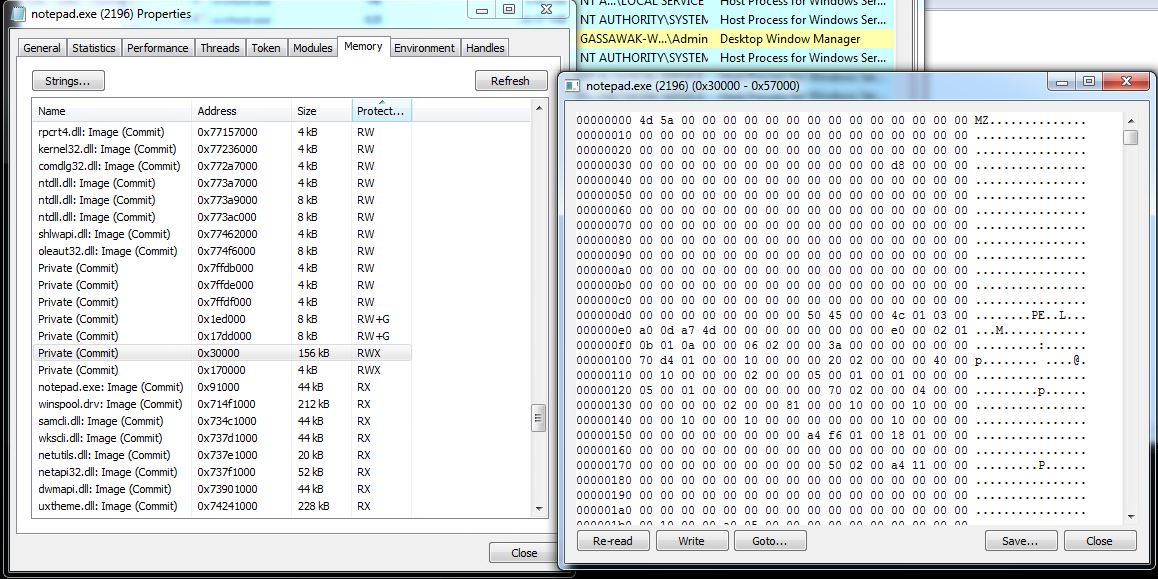 notepad.exe (2196) Properties
General Statistics Performance Threads Token Modules Memory Environment Handles
Strings... Refresh
Name Address Size Protect...
rpcrt4.dll: Image (Commit) 0x77157000 4 kB RW
kernel32.dll: Image (Commit) 0x77236000 4 kB RW
comdlg32.dll: Image (Commit) 0x772a7000 4 kB RW
ntdll.dll: Image (Commit) 0x773a7000 4 kB RW
ntdll.dll: Image (Commit) 0x773a9000 8 kB RW
ntdll.dll: Image (Commit) 0x773ac000 8 kB RW
shlwapi.dll: Image (Commit) 0x77462000 4 kB RW
oleaut32.dll: Image (Commit) 0x774f6000 8 kB RW
Private (Commit) 0x7ffdb000 4 kB RW
Private (Commit) 0x7ffde000 4 kB RW
Private (Commit) 0x7ffdf000 4 kB RW
Private (Commit) 0x1ed000 8 kB RW+G
Private (Commit) 0x17dd000 8 kB RW+G
Private (Commit) 0x30000 156 kB RWX
Private (Commit) 0x170000 4 kB RWX
notepad.exe: Image (Commit) 0x91000 44 kB RX
winspool.drv: Image (Commit) 0x714f1000 212 kB RX
samcli.dll: Image (Commit) 0x734c1000 44 kB RX
wkscli.dll: Image (Commit) 0x737d1000 44 kB RX
netutils.dll: Image (Commit) 0x737e1000 20 kB RX
netapi32.dll: Image (Commit) 0x737f1000 52 kB RX
dwmapi.dll: Image (Commit) 0x73901000 44 kB RX
uxtheme.dll: Image (Commit) 0x74241000 228 kB RX
Close
NT A...\LOCAL SERVICE Host Process for Windows Ser...
NT AUTHORITY\SYSTEM Host Process for Windows Ser...
GASSAWAK-W...\Admin Desktop Window Manager
NT AUTHORITY\SYSTEM Host Process for Windows Ser...
notepad.exe (2196) (0x30000 - 0x57000)
00000000 4d 5a 00 00 00 00 00 00 00 00 00 00 00 00 00 00 MZ..............
00000010 00 00 00 00 00 00 00 00 00 00 00 00 00 00 00 00 ................
00000020 00 00 00 00 00 00 00 00 00 00 00 00 00 00 00 00 ................
00000030 00 00 00 00 00 00 00 00 00 00 00 00 d8 00 00 00 ................
00000040 00 00 00 00 00 00 00 00 00 00 00 00 00 00 00 00 ................
00000050 00 00 00 00 00 00 00 00 00 00 00 00 00 00 00 00 ................
00000060 00 00 00 00 00 00 00 00 00 00 00 00 00 00 00 00 ................
00000070 00 00 00 00 00 00 00 00 00 00 00 00 00 00 00 00 ................
00000080 00 00 00 00 00 00 00 00 00 00 00 00 00 00 00 00 ................
00000090 00 00 00 00 00 00 00 00 00 00 00 00 00 00 00 00 ................
000000a0 00 00 00 00 00 00 00 00 00 00 00 00 00 00 00 00 ................
000000b0 00 00 00 00 00 00 00 00 00 00 00 00 00 00 00 00 ................
000000c0 00 00 00 00 00 00 00 00 00 00 00 00 00 00 00 00 ................
000000d0 00 00 00 00 00 00 00 00 50 45 00 00 4c 01 03 00 ........PE..L...
000000e0 a0 0d a7 4d 00 00 00 00 00 00 00 00 e0 00 02 01 ...M............
000000f0 0b 01 0a 00 00 06 02 00 00 3a 00 00 00 00 00 00 .........:......
00000100 70 d4 01 00 00 10 00 00 00 20 02 00 00 00 40 00 p........ ....@.
00000110 00 10 00 00 00 02 00 00 05 00 01 00 01 00 00 00 ................
00000120 05 00 01 00 00 00 00 00 00 70 02 00 00 04 00 00 .........p......
00000130 00 00 00 00 02 00 00 81 00 00 10 00 00 10 00 00 ................
00000140 00 00 10 00 00 10 00 00 00 00 00 00 10 00 00 00 ................
00000150 00 00 00 00 00 00 00 00 a4 f6 01 00 18 01 00 00 ................
00000160 00 00 00 00 00 00 00 00 00 00 00 00 00 00 00 00 ................
00000170 00 00 00 00 00 00 00 00 00 50 02 00 a4 11 00 00 .........P......
00000180 00 00 00 00 00 00 00 00 00 00 00 00 00 00 00 00 ................
00000190 00 00 00 00 00 00 00 00 00 00 00 00 00 00 00 00 ................
000001a0 00 00 00 00 00 00 00 00 00 00 00 00 00 00 00 00 ................
000001b0 00 10 00 00 a0 05 00 00 00 00 00 00 00 00 00 00 ................
Re-read Write Goto... Save... Close